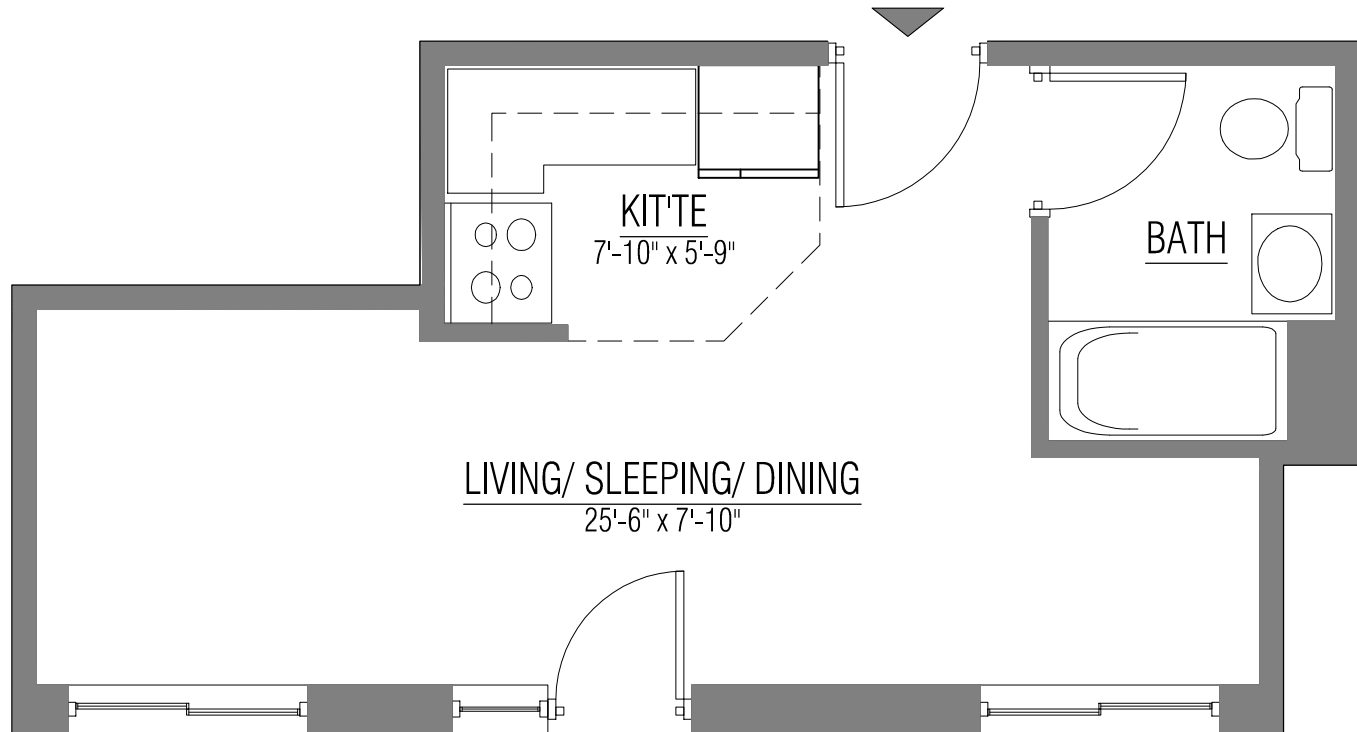 KIT'TE
7'-10" x 5'-9"
BATH
LIVING/ SLEEPING/ DINING
25'-6" x 7'-10"